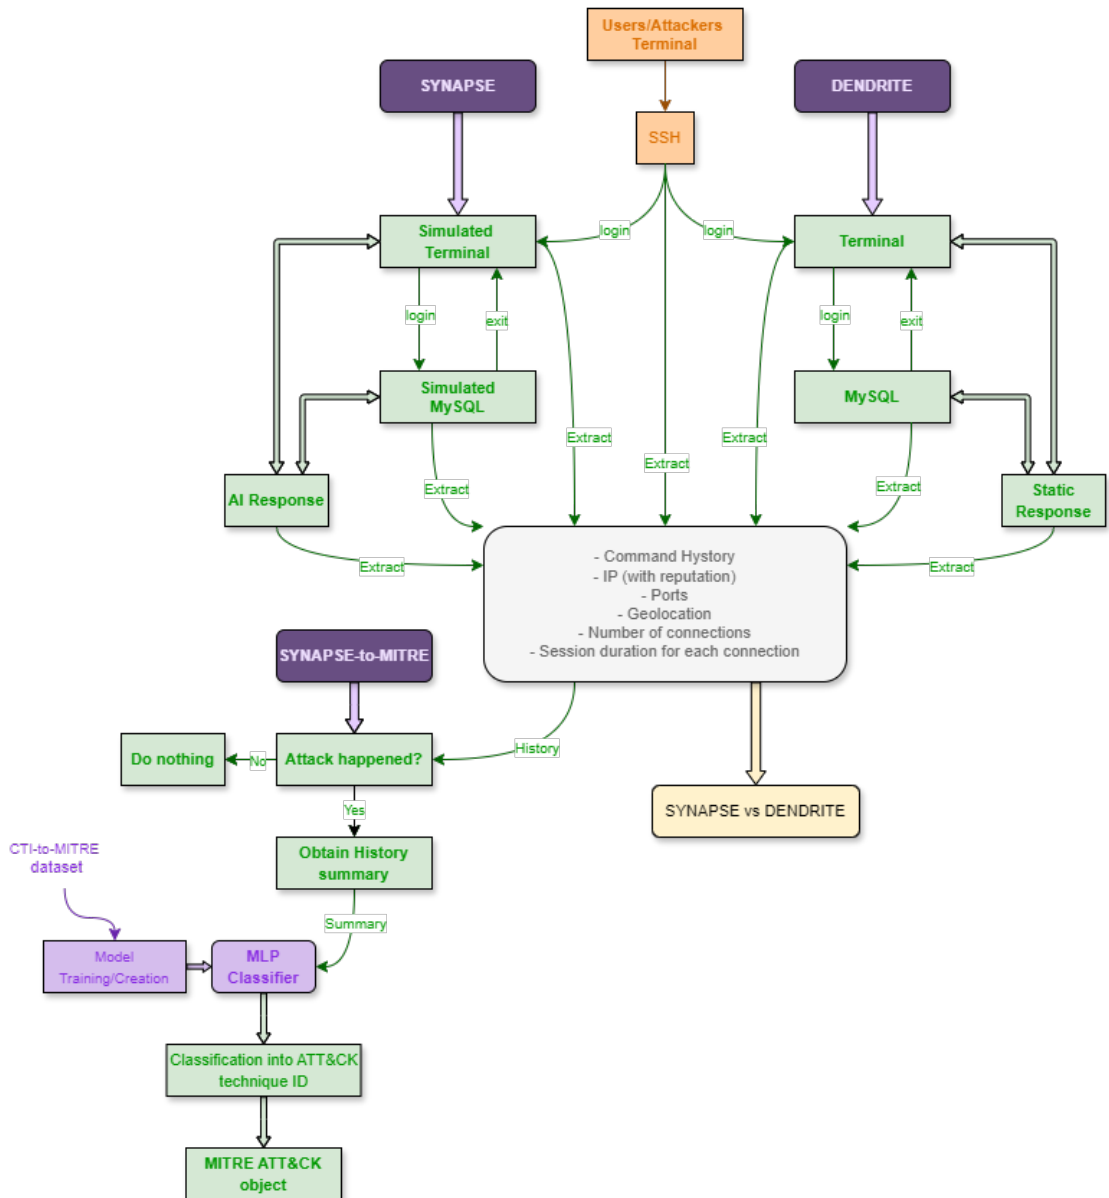 Users/Attackers
Terminal
SYNAPSE
DENDRITE
SSH
login
login
Simulated
Terminal
Terminal
login
exit
login
exit
Simulated
MySQL
MySQL
Extract
Extract
Extract
Extract
Extract
AI Response
Static
Response
Extract
Extract
- Command Hystory
- IP (with reputation)
- Ports
- Geolocation
- Number of connections
- Session duration for each connection
SYNAPSE-to-MITRE
History
Do nothing
No
Attack happened?
Yes
SYNAPSE vs DENDRITE
CTI-to-MITRE
dataset
Obtain History
summary
Summary
Model
Training/Creation
MLP
Classifier
Classification into ATT&CK
technique ID
MITRE ATT&CK
object